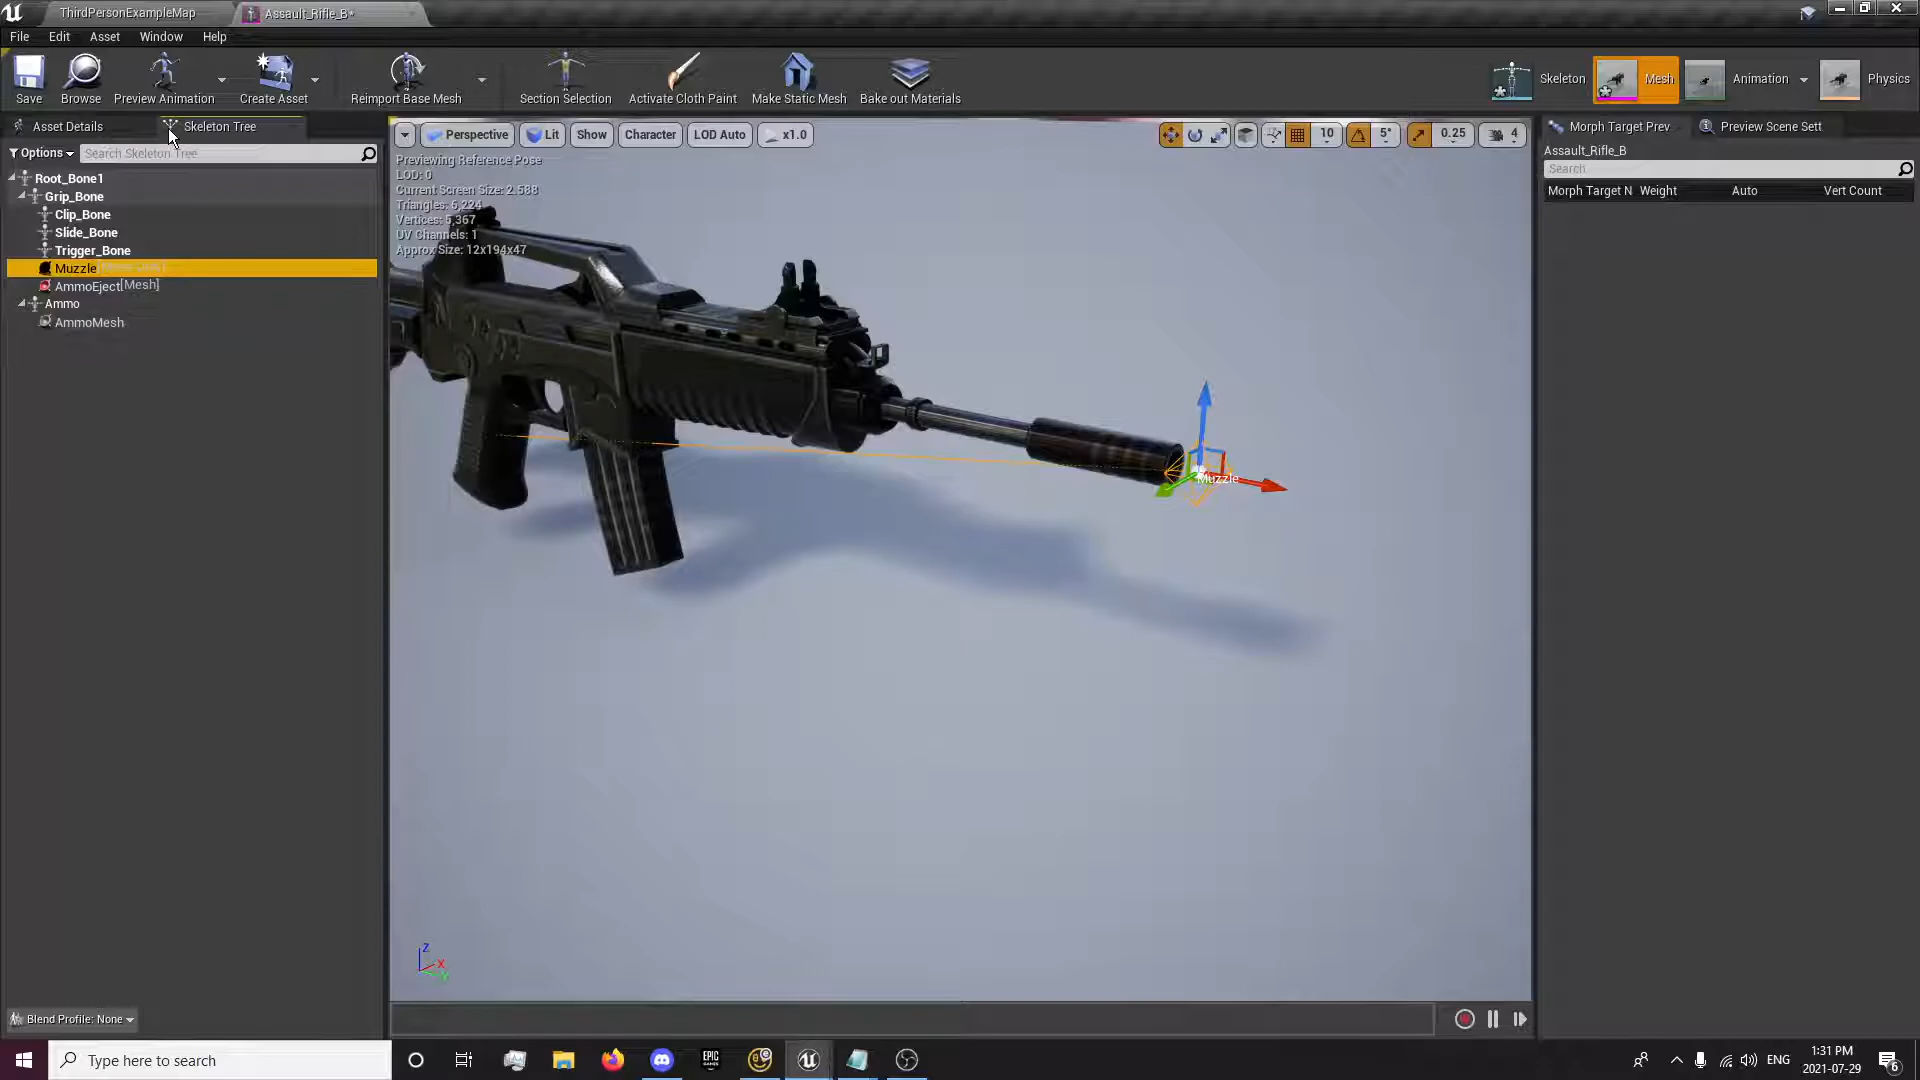 ThirdPersonExampleMap
Assault_Rifle_B*
File Edit Asset Window Help
Save Browse Preview Animation Create Asset Reimport Base Mesh Section Selection Activate Cloth Paint Make Static Mesh Bake out Materials Skeleton Mesh Animation Physics
Asset Details Skeleton Tree
Options Search Skeleton Tree
Root_Bone1
Grip_Bone
Clip_Bone
Slide_Bone
Trigger_Bone
Muzzle
AmmoEject [Mesh]
Ammo
AmmoMesh
Blend Profile: None
Perspective Lit Show Character LOD Auto x1.0 10 5° 0.25 4
Previewing Reference Pose
LOD: 0
Current Screen Size: 2.588
Triangles: 6,224
Vertices: 5,367
UV Channels: 1
Approx Size: 12x194x47
Muzzle
Z
X
Morph Target Prev Preview Scene Sett
Assault_Rifle_B
Search
Morph Target N Weight Auto Vert Count
Type here to search
EPIC GAMES
ENG
1:31 PM
2021-07-29
6